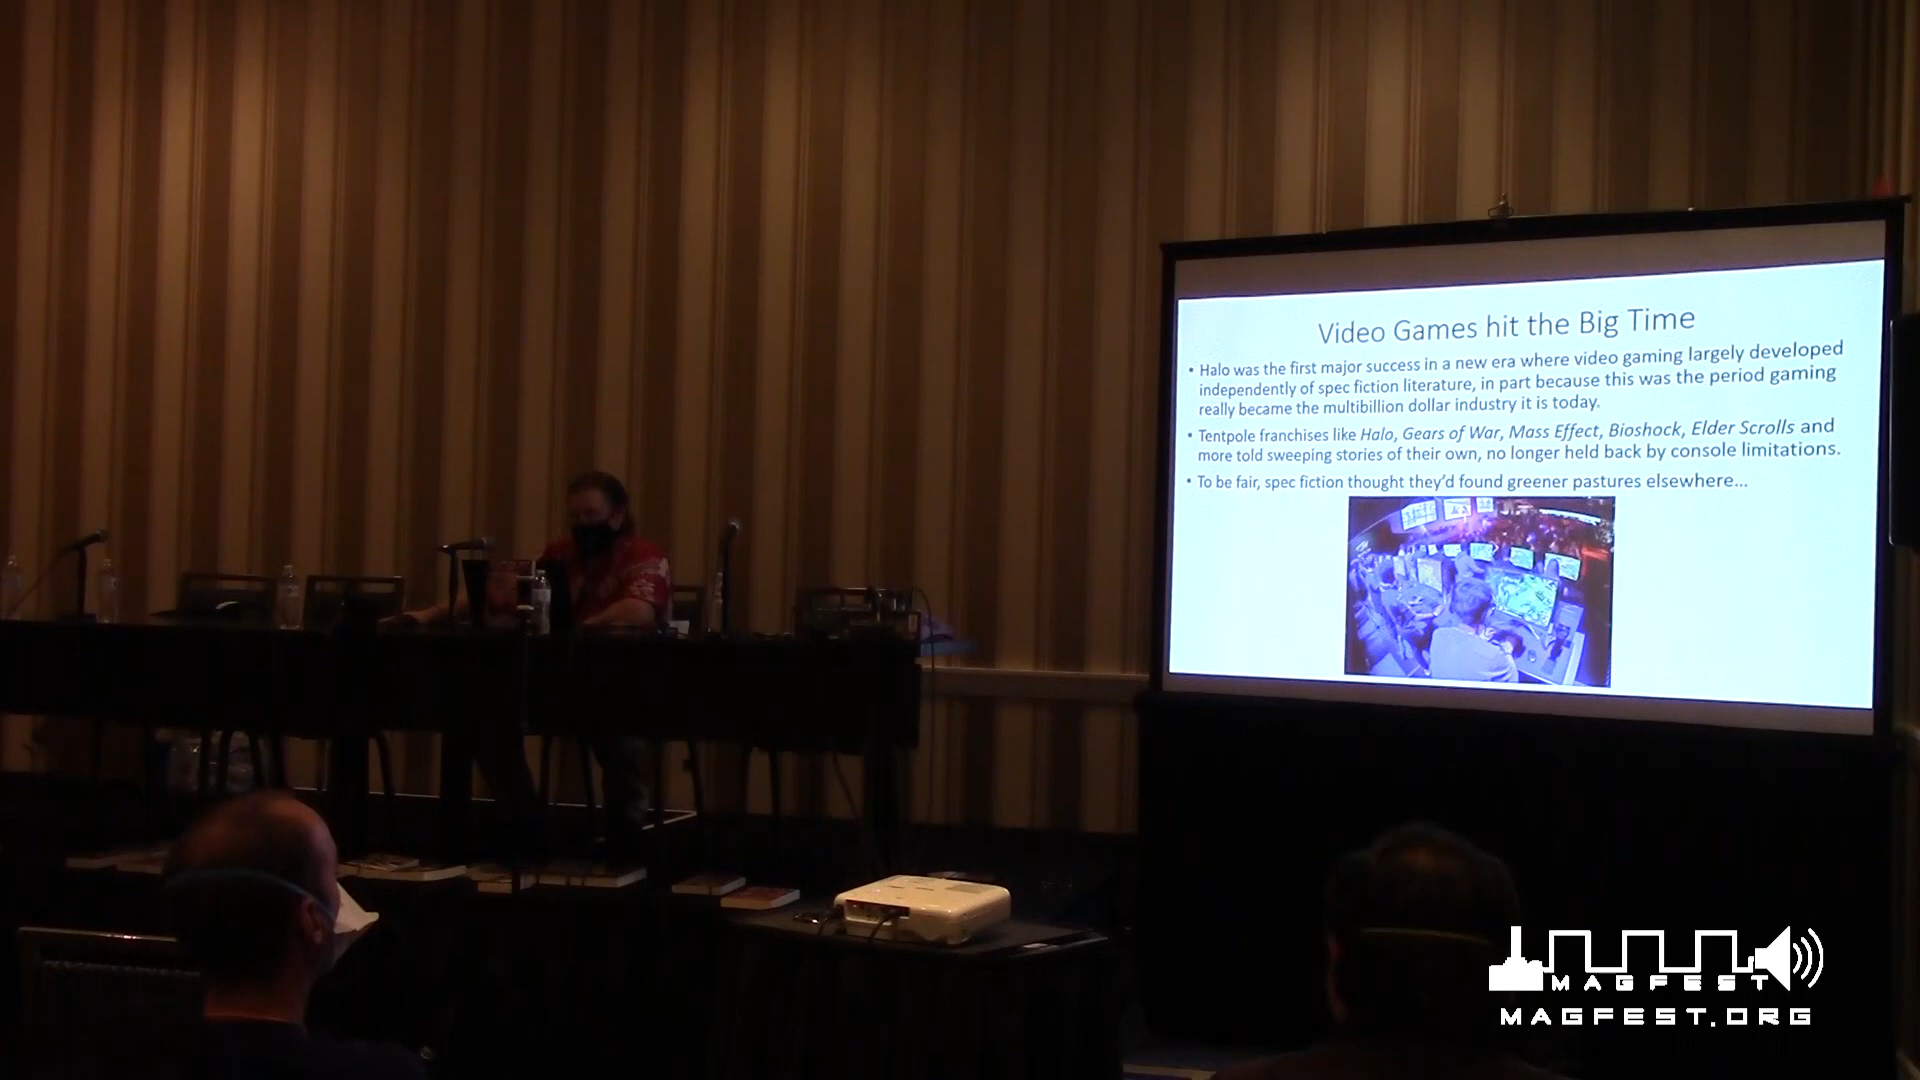 Video Games hit the Big Time
• Halo was the first major success in a new era where video gaming largely developed
independently of spec fiction literature, in part because this was the period gaming
really became the multibillion dollar industry it is today.
• Tentpole franchises like Halo, Gears of War, Mass Effect, Bioshock, Elder Scrolls and
more told sweeping stories of their own, no longer held back by console limitations.
• To be fair, spec fiction thought they'd found greener pastures elsewhere...
MAGFEST
MAGFEST.ORG